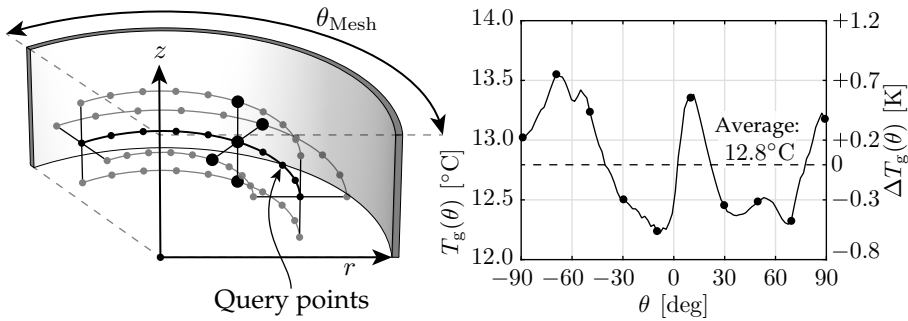 θ_Mesh
z
r
Query points
14.0
13.5
13.0
12.5
12.0
T_g(θ) [°C]
−90
−60
−30
0
30
60
90
θ [deg]
Average:
12.8°C
+1.2
+0.7
+0.2
0
−0.3
−0.8
ΔT_g(θ) [K]